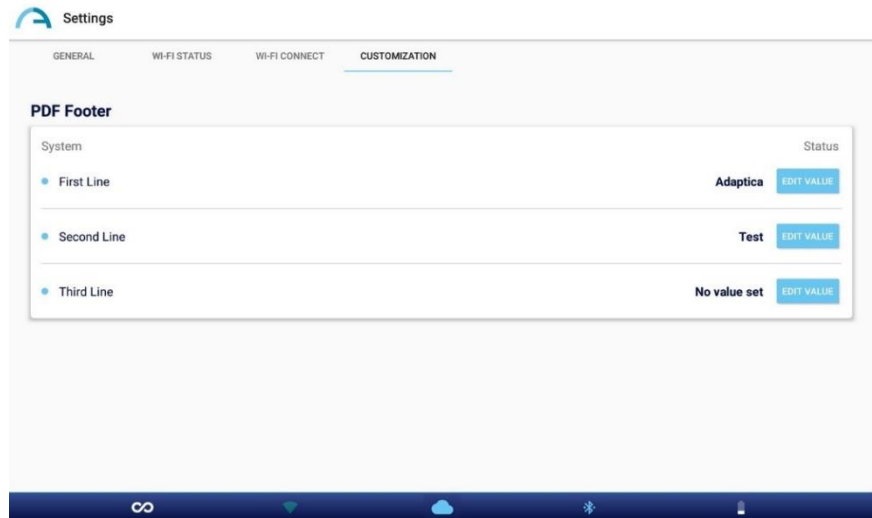 Settings
GENERAL WI-FI STATUS WI-FI CONNECT CUSTOMIZATION
PDF Footer
System Status
First Line Adaptica EDIT VALUE
Second Line Test EDIT VALUE
Third Line No value set EDIT VALUE